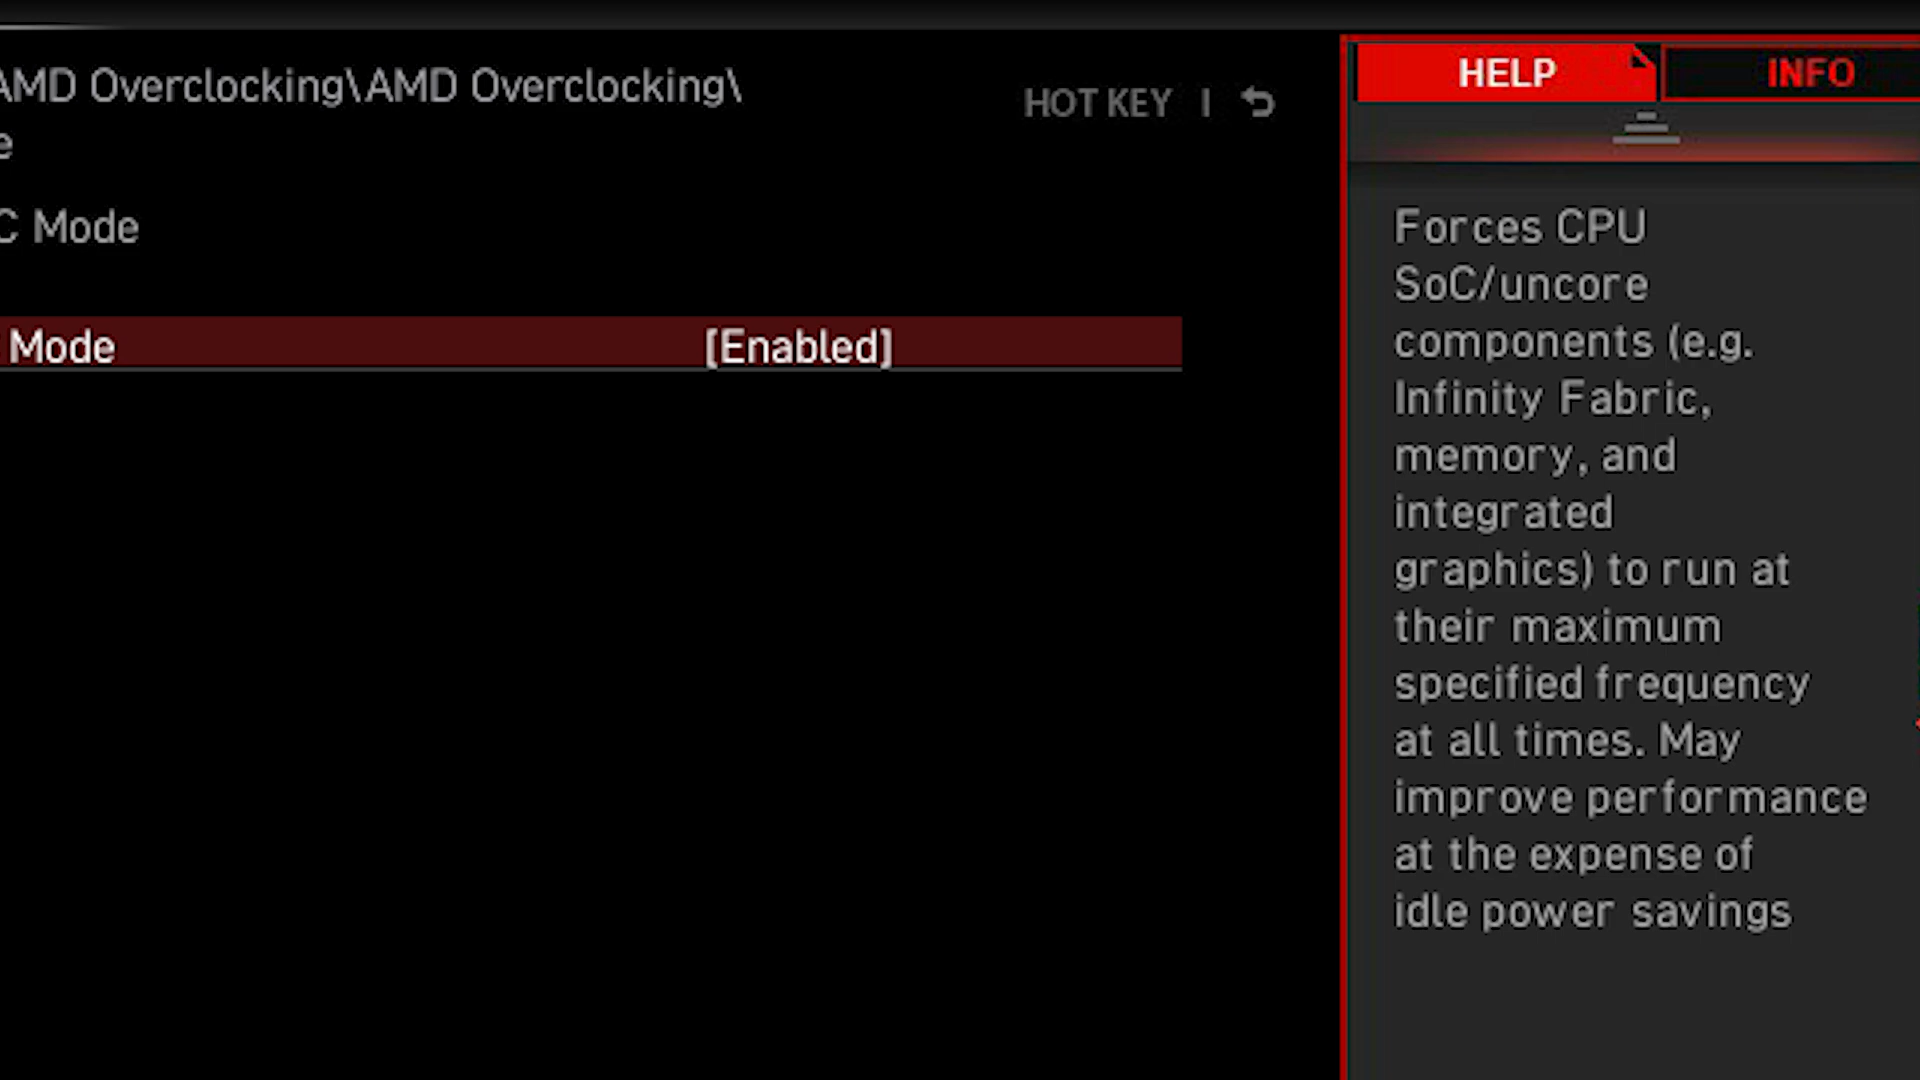 AMD Overclocking\AMD Overclocking\
HOT KEY |
e
C Mode
Mode [Enabled]
HELP
INFO
Forces CPU
SoC/uncore
components (e.g.
Infinity Fabric,
memory, and
integrated
graphics) to run at
their maximum
specified frequency
at all times. May
improve performance
at the expense of
idle power savings